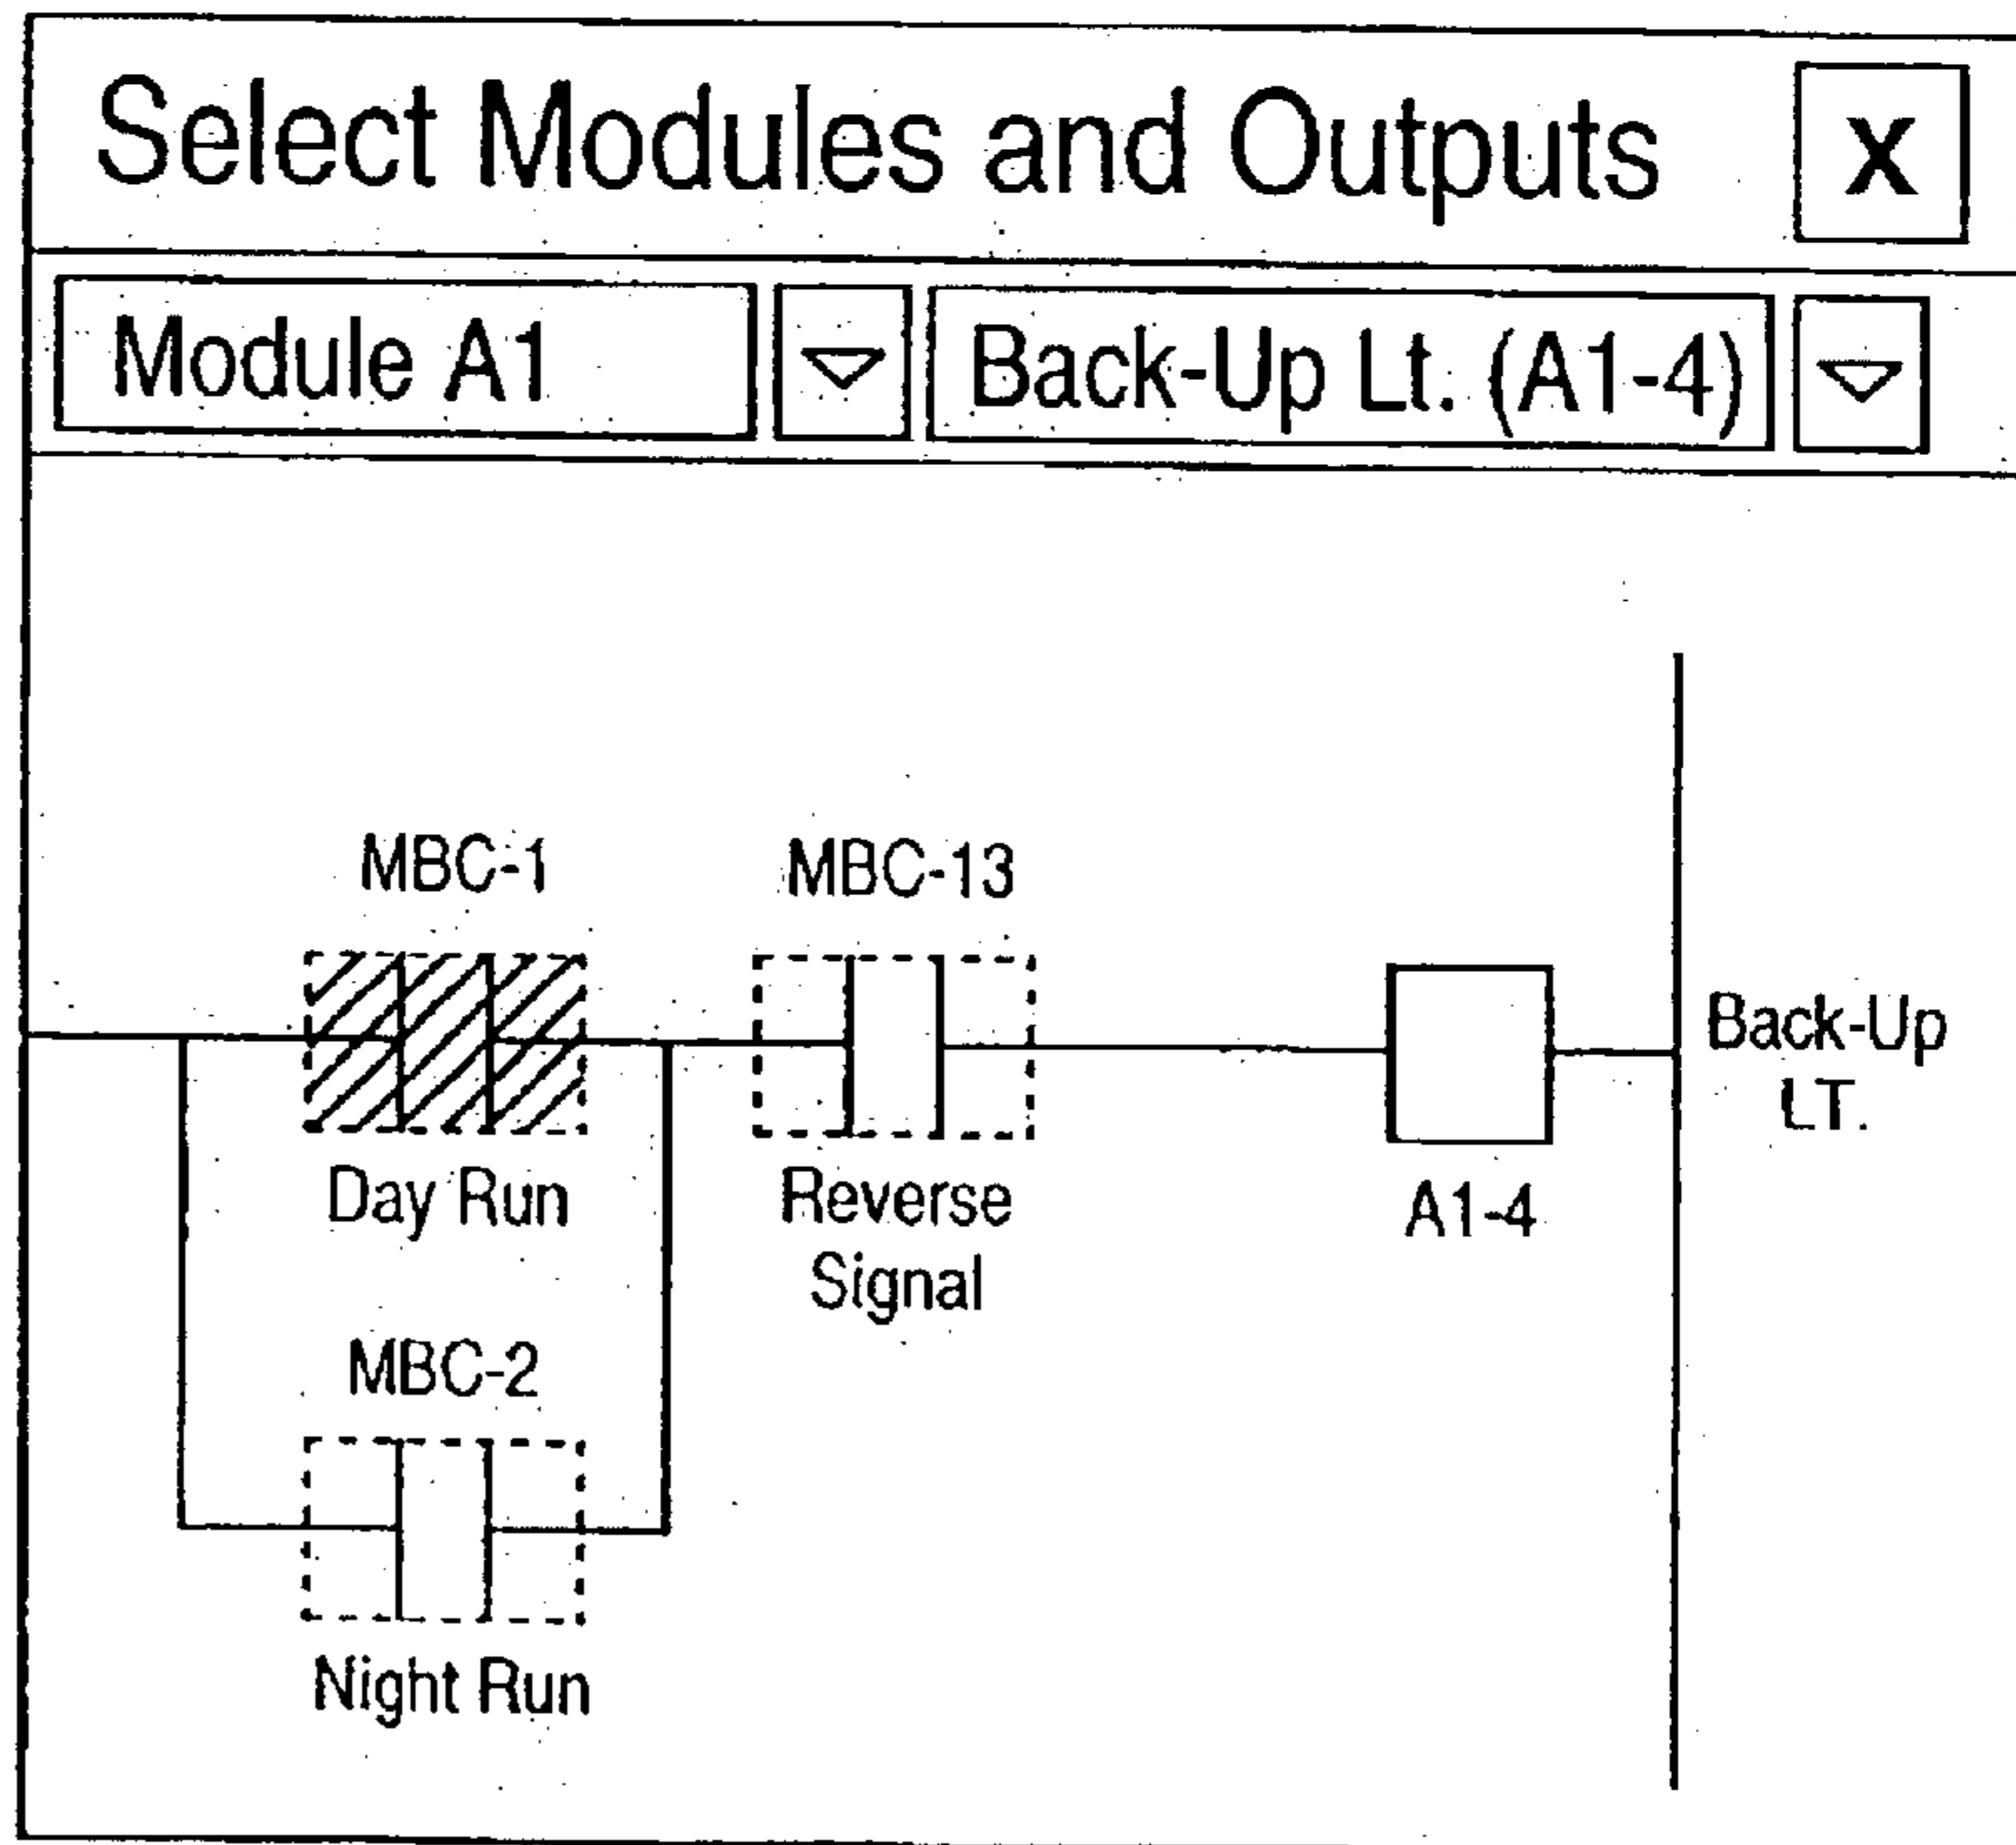 Select Modules and Outputs X
Module A1 Back-Up Lt. (A1-4)
MBC-1 MBC-13
Day Run
Reverse
Signal
A1-4
Back-Up
LT.
MBC-2
Night Run